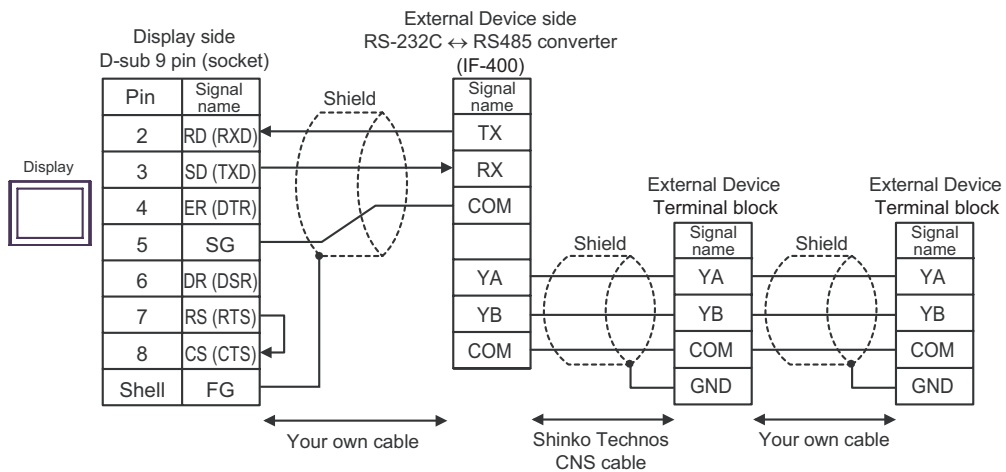 External Device side
RS-232C ↔ RS485 converter
(IF-400)
Display side
D-sub 9 pin (socket)
Pin
Signal name
2
RD (RXD)
3
SD (TXD)
4
ER (DTR)
5
SG
6
DR (DSR)
7
RS (RTS)
8
CS (CTS)
Shell
FG
Display
Shield
Signal name
TX
RX
COM
YA
YB
COM
Shield
External Device
Terminal block
Signal name
YA
YB
COM
GND
Shield
External Device
Terminal block
Signal name
YA
YB
COM
GND
Your own cable
Shinko Technos
CNS cable
Your own cable